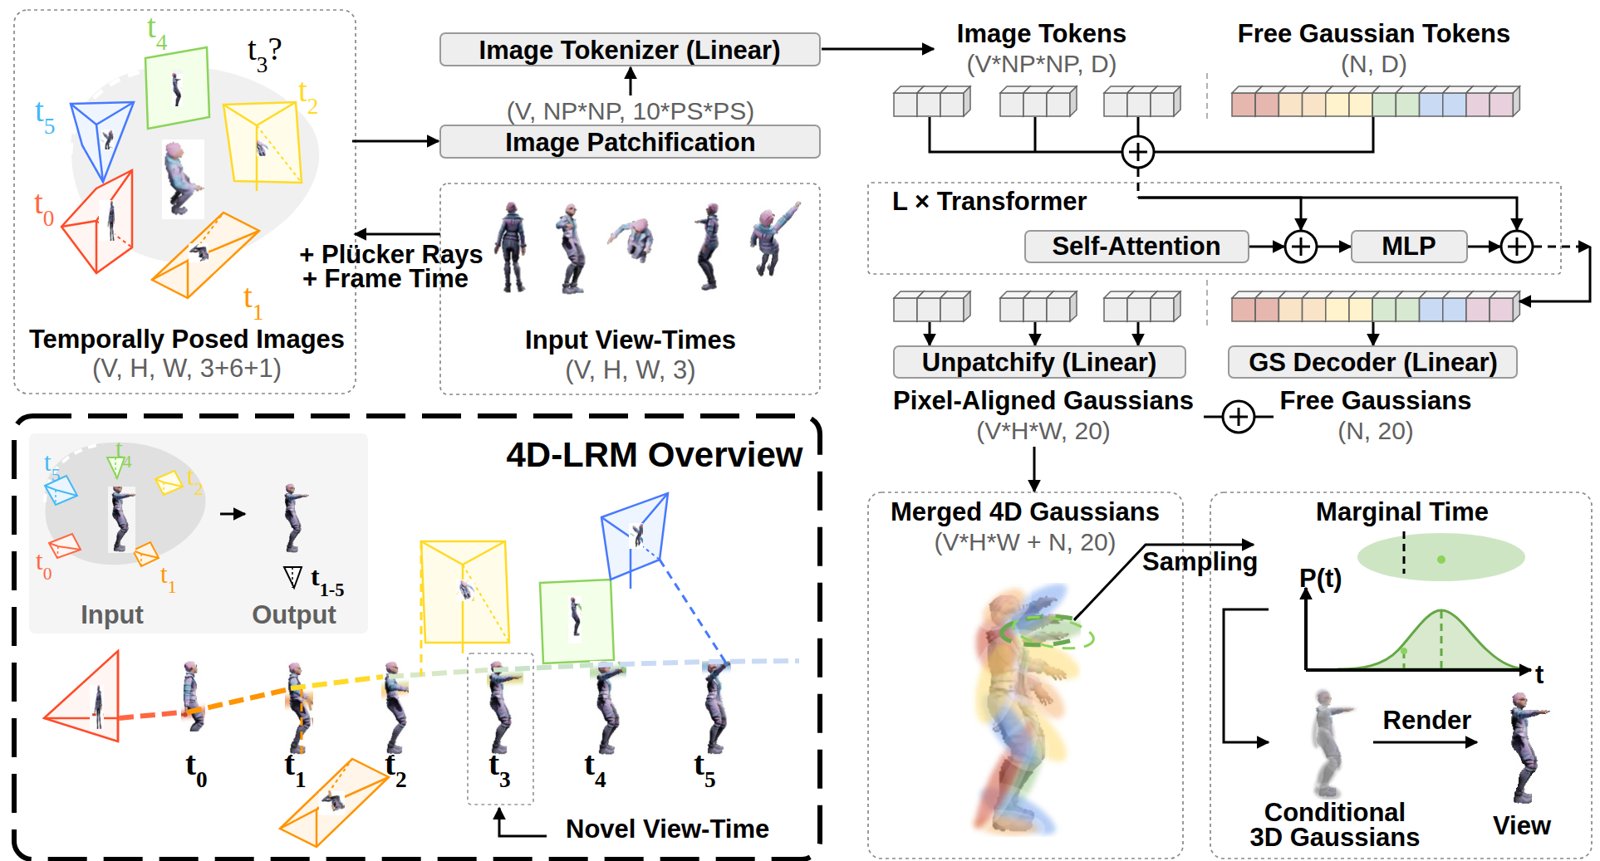 t4
t3?
t2
t5
t0
t1
Temporally Posed Images
(V, H, W, 3+6+1)
Image Tokenizer (Linear)
(V, NP*NP, 10*PS*PS)
Image Patchification
+ Plücker Rays
+ Frame Time
Input View-Times
(V, H, W, 3)
Image Tokens
(V*NP*NP, D)
Free Gaussian Tokens
(N, D)
L × Transformer
Self-Attention
MLP
Unpatchify (Linear)
GS Decoder (Linear)
Pixel-Aligned Gaussians
(V*H*W, 20)
Free Gaussians
(N, 20)
4D-LRM Overview
t4
t5
t2
t0
t1
t1-5
Input
Output
t0
t1
t2
t3
t4
t5
Novel View-Time
Merged 4D Gaussians
(V*H*W + N, 20)
Sampling
Marginal Time
P(t)
t
Render
Conditional
3D Gaussians
View